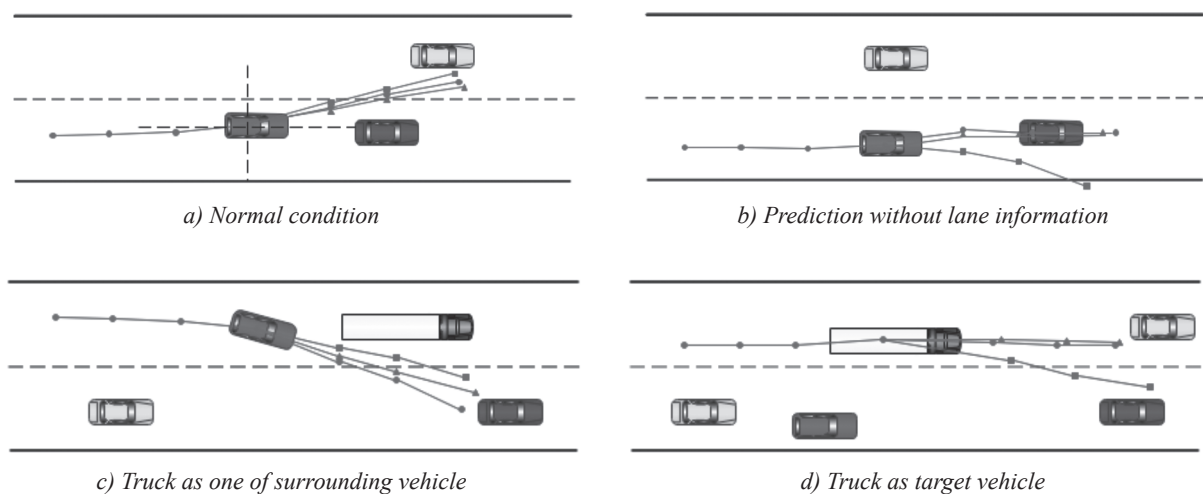 a) Normal condition
b) Prediction without lane information
c) Truck as one of surrounding vehicle
d) Truck as target vehicle